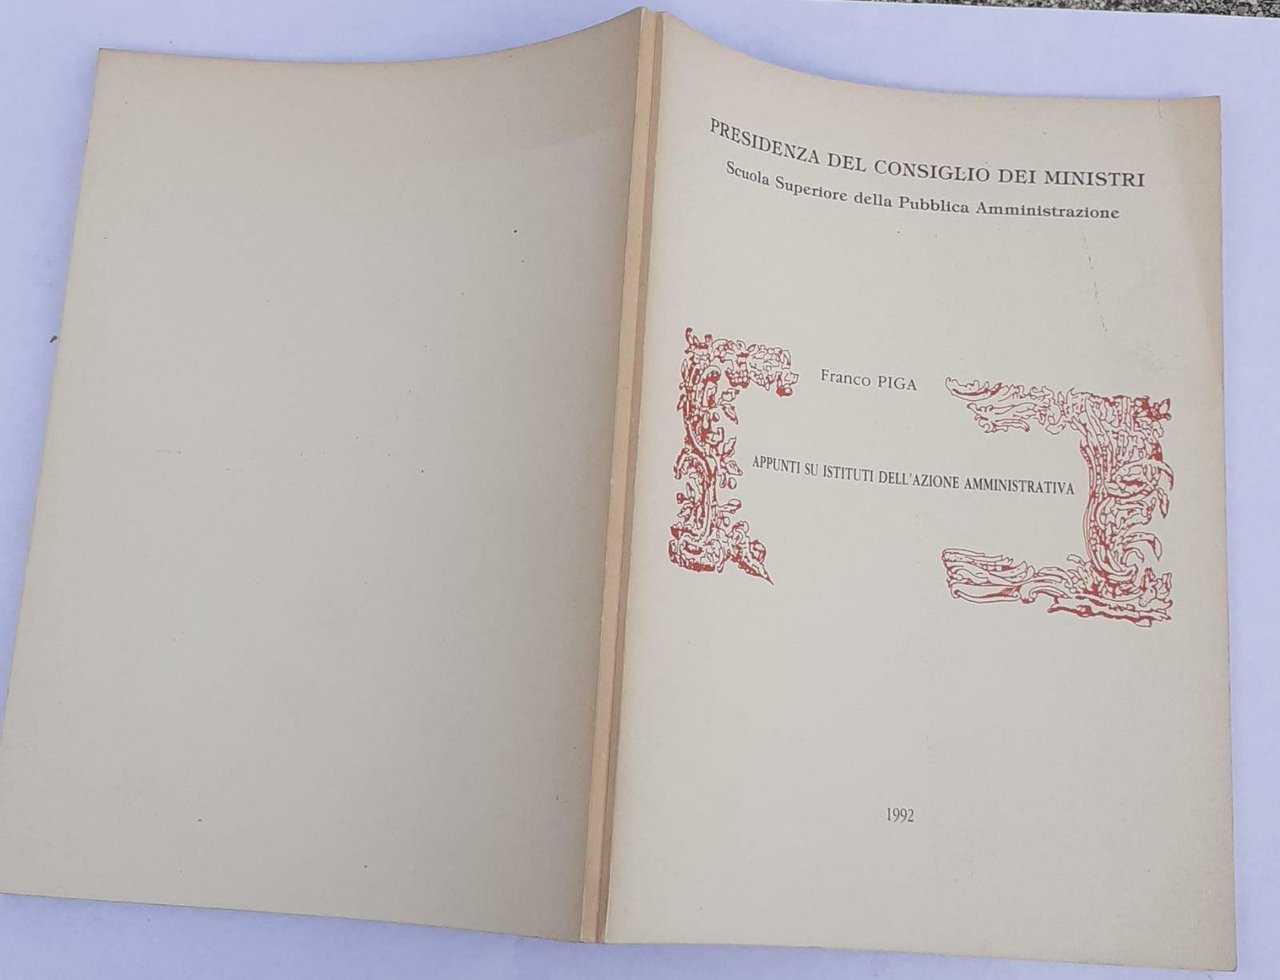 PRESIDENZA DEL CONSIGLIO DEI MINISTRI
Scuola Superiore della Pubblica Amministrazione
Franco PIGA
APPUNTI SU ISTITUTI DELL'AZIONE AMMINISTRATIVA
1992